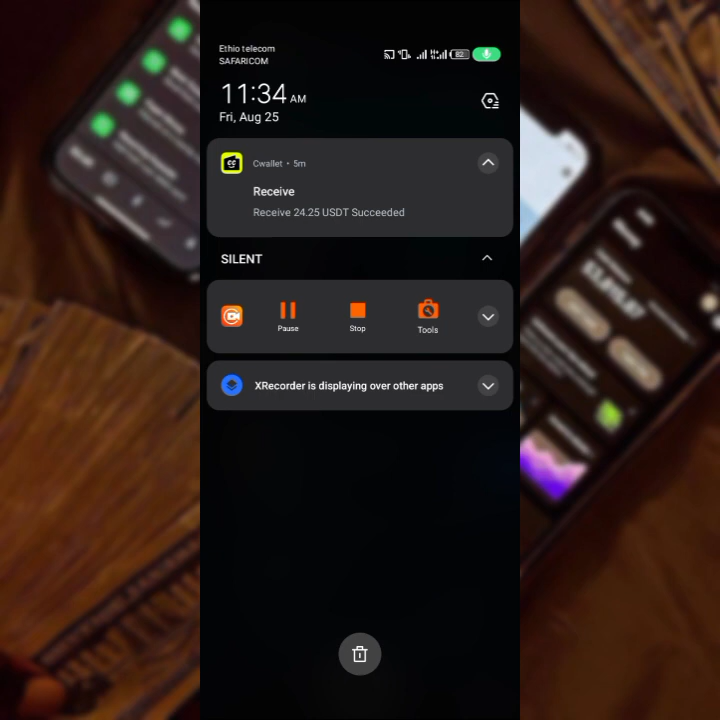 Ethio telecom
SAFARICOM
82
11:34 AM
Fri, Aug 25
Cwallet • 5m
Receive
Receive 24.25 USDT Succeeded
SILENT
Pause
Stop
Tools
XRecorder is displaying over other apps